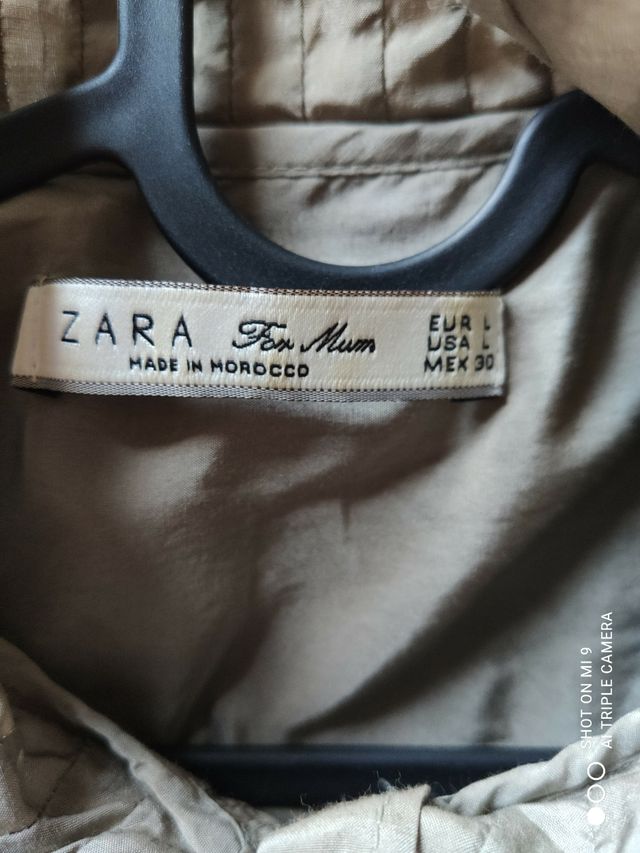 ZARA For Mum
MADE IN MOROCCO
EUR L
USA L
MEX 30
SHOT ON MI 9
AI TRIPLE CAMERA